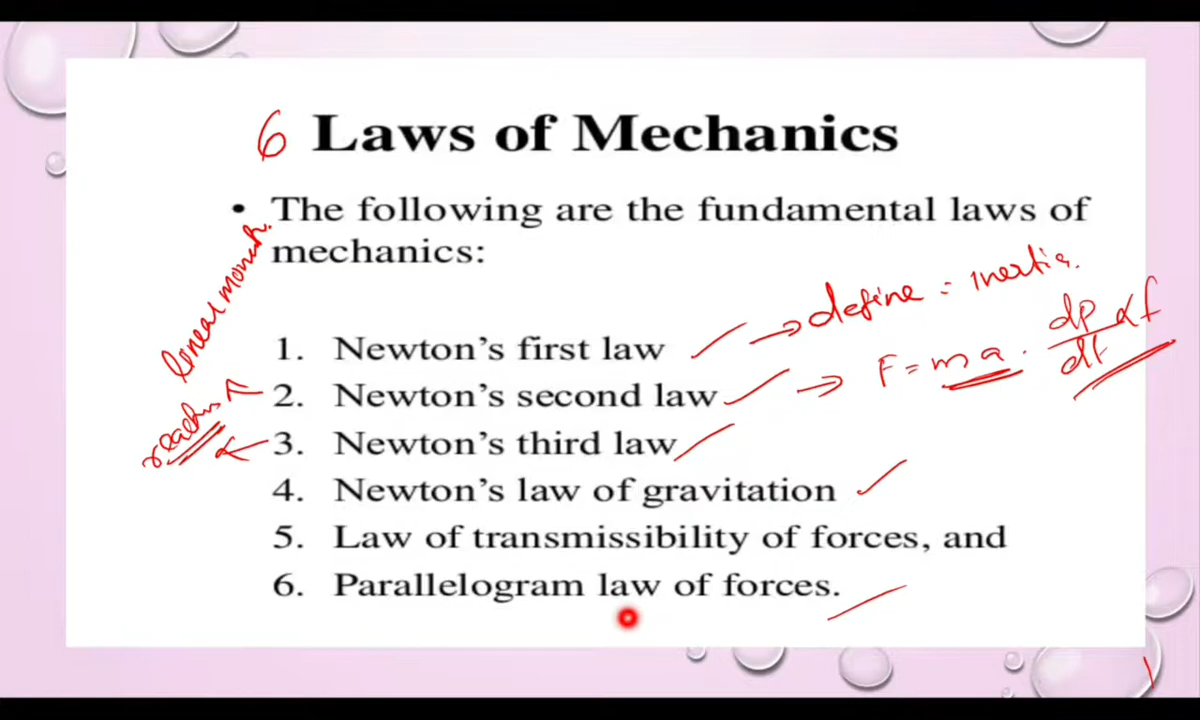 6 Laws of Mechanics
• The following are the fundamental laws of
mechanics:
1. Newton's first law → define = inertia.
2. Newton's second law → F = ma. dp/dt ∝ f
3. Newton's third law
4. Newton's law of gravitation
5. Law of transmissibility of forces, and
6. Parallelogram law of forces.